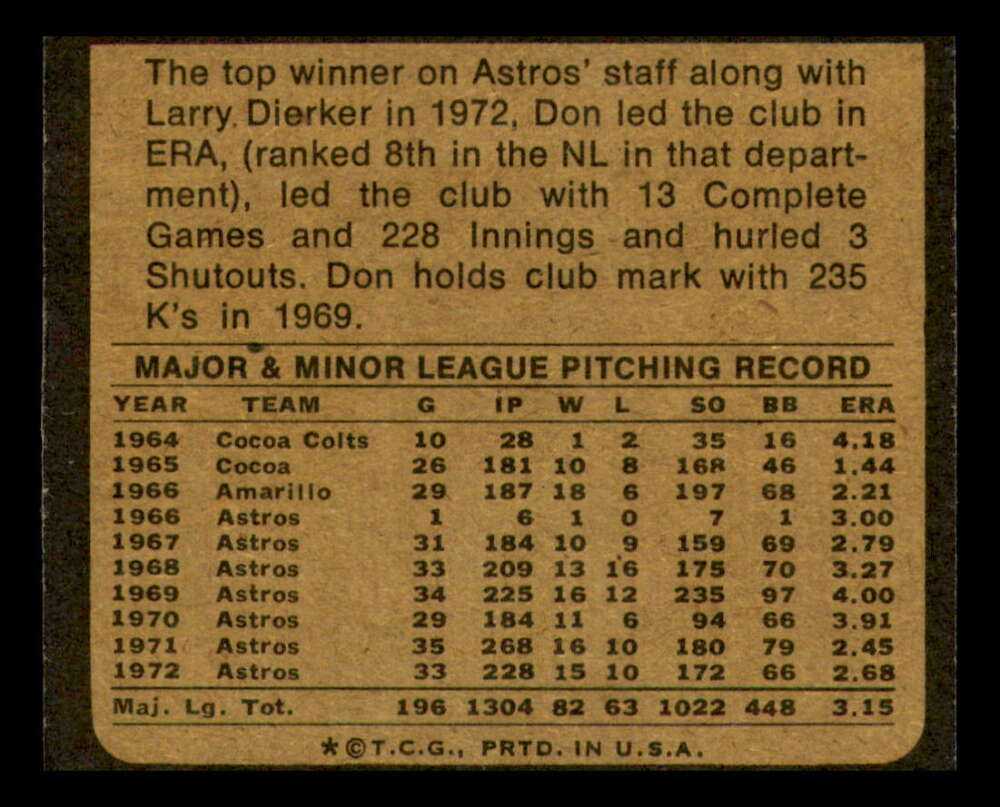 The top winner on Astros' staff along with
Larry Dierker in 1972, Don led the club in
ERA, (ranked 8th in the NL in that depart-
ment), led the club with 13 Complete
Games and 228 Innings and hurled 3
Shutouts. Don holds club mark with 235
K's in 1969.
MAJOR & MINOR LEAGUE PITCHING RECORD
YEAR TEAM G IP W L SO BB ERA
1964 Cocoa Colts 10 28 1 2 35 16 4.18
1965 Cocoa 26 181 10 8 168 46 1.44
1966 Amarillo 29 187 18 6 197 68 2.21
1966 Astros 1 6 1 0 7 1 3.00
1967 Astros 31 184 10 9 159 69 2.79
1968 Astros 33 209 13 16 175 70 3.27
1969 Astros 34 225 16 12 235 97 4.00
1970 Astros 29 184 11 6 94 66 3.91
1971 Astros 35 268 16 10 180 79 2.45
1972 Astros 33 228 15 10 172 66 2.68
Maj. Lg. Tot. 196 1304 82 63 1022 448 3.15
*©T.C.G., PRTD. IN U.S.A.